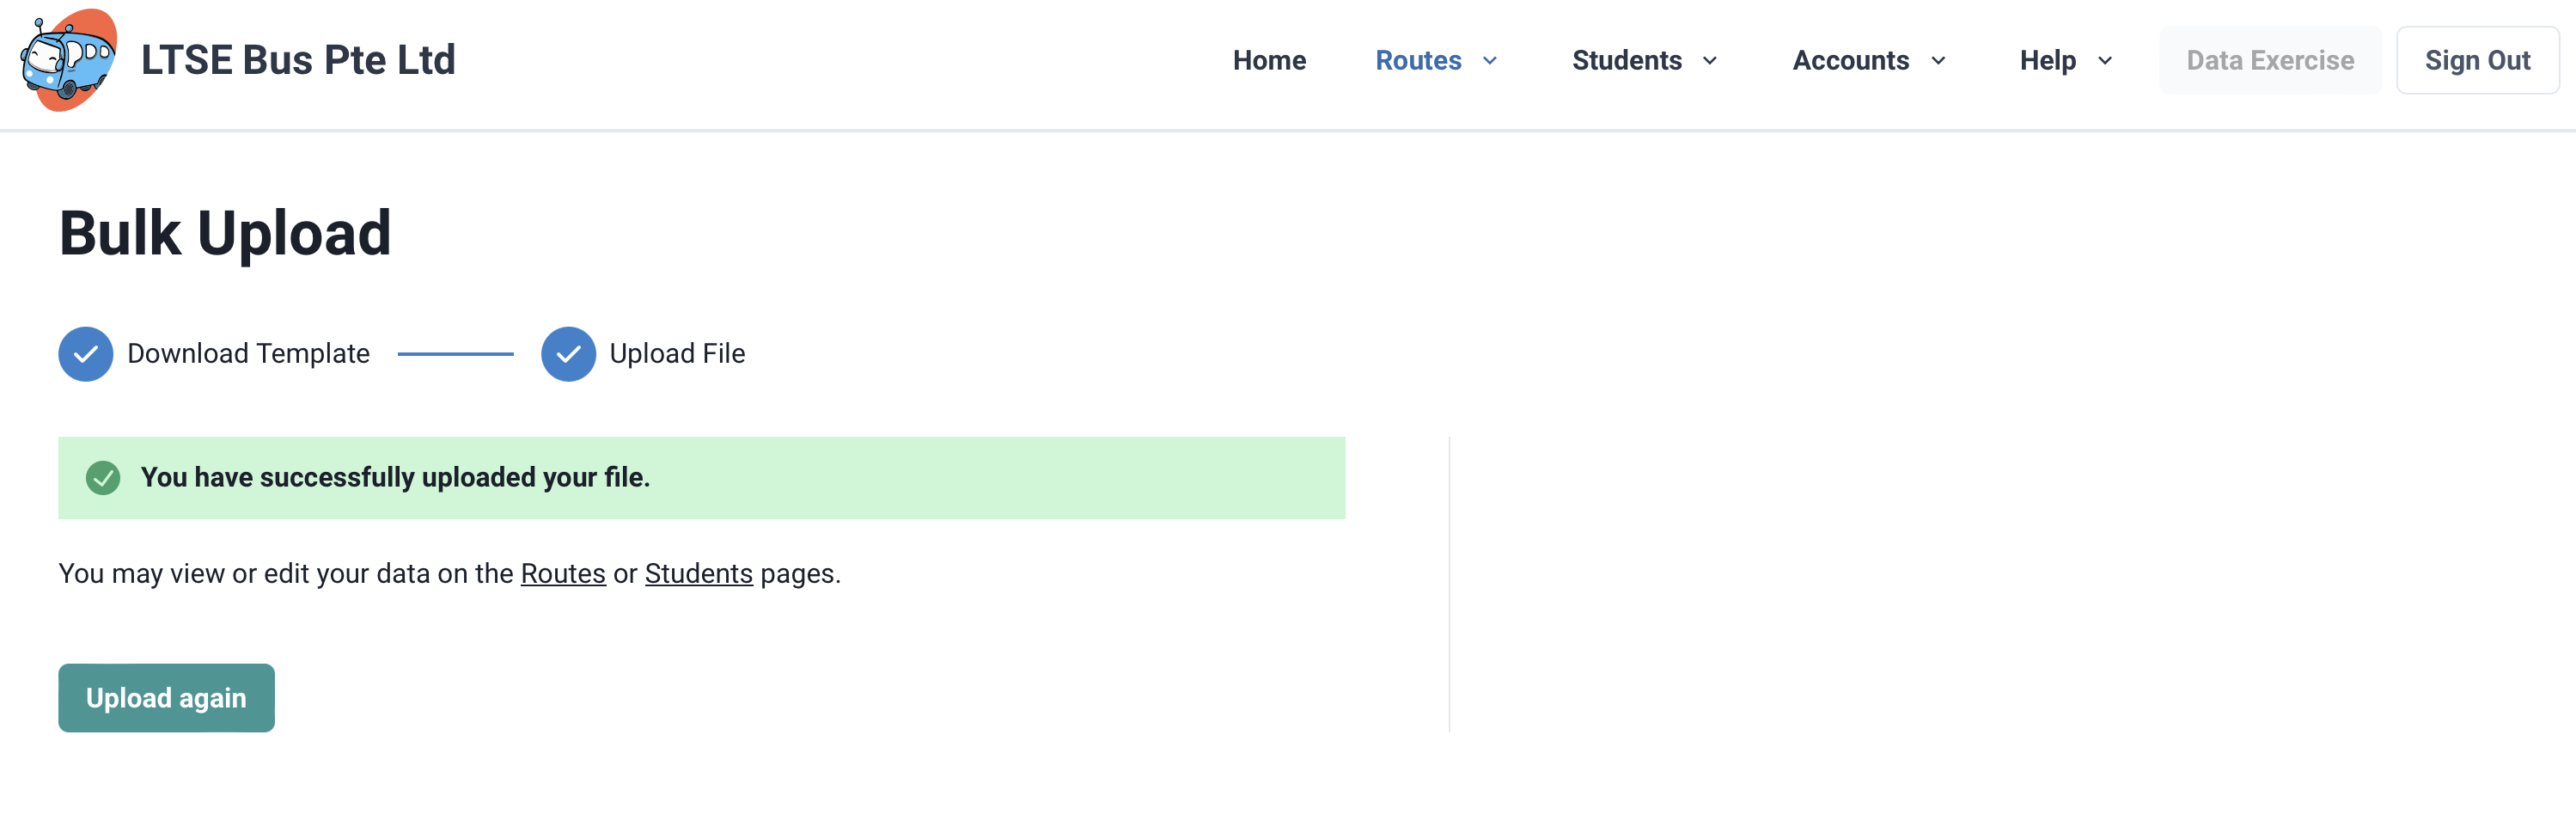 LTSE Bus Pte Ltd
Home
Routes
Students
Accounts
Help
Data Exercise
Sign Out
Bulk Upload
Download Template
Upload File
You have successfully uploaded your file.
You may view or edit your data on the Routes or Students pages.
Upload again